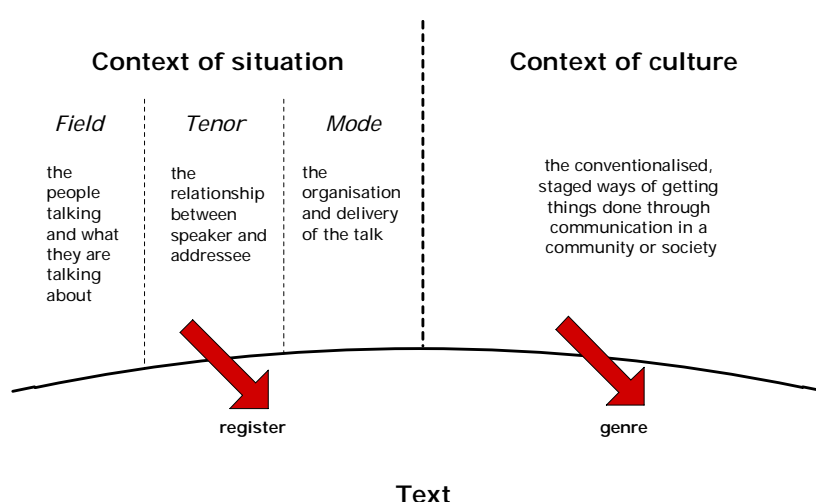 Context of situation
Context of culture
Field
Tenor
Mode
the
people
talking
and what
they are
talking
about
the
relationship
between
speaker and
addressee
the
organisation
and delivery
of the talk
the conventionalised,
staged ways of getting
things done through
communication in a
community or society
register
genre
Text